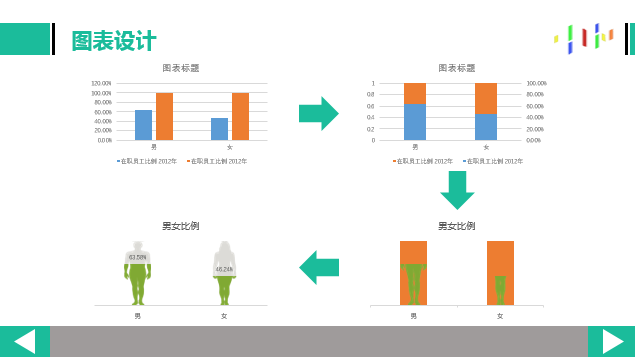 图表设计
图表标题
120.00%
100.00%
80.00%
60.00%
40.00%
20.00%
0.00%
男
女
在职员工比例 2012年
在职员工比例 2012年
图表标题
1
0.8
0.6
0.4
0.2
0
100.00%
80.00%
60.00%
40.00%
20.00%
0.00%
男
女
在职员工比例 2012年
在职员工比例 2012年
男女比例
63.58%
46.24%
男
女
男女比例
男
女